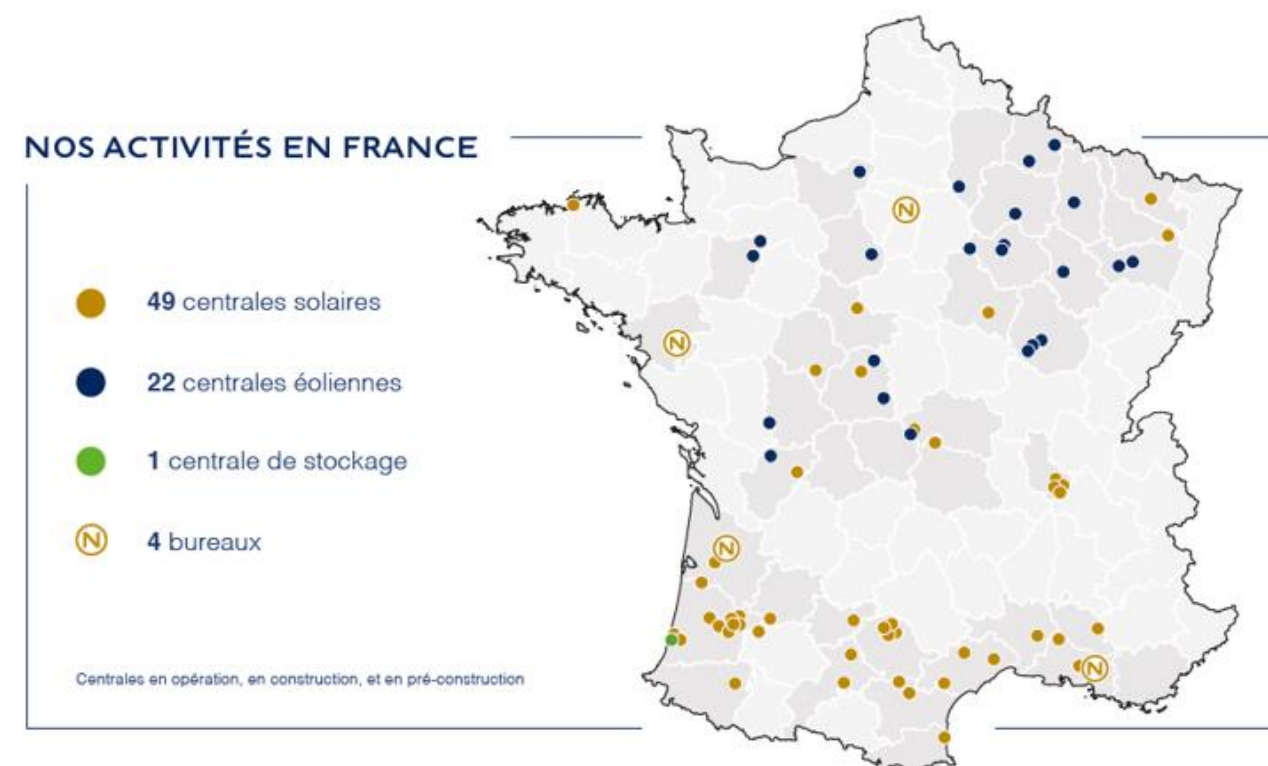 NOS ACTIVITÉS EN FRANCE
49 centrales solaires
22 centrales éoliennes
1 centrale de stockage
N 4 bureaux
Centrales en opération, en construction, et en pré-construction
N
N
N
N